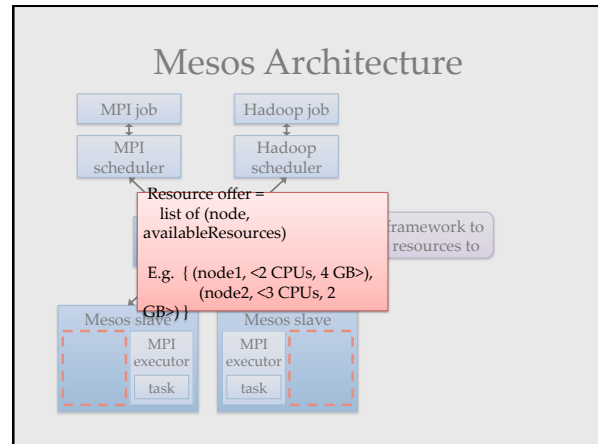 Mesos Architecture
MPI job
Hadoop job
MPI
scheduler
Hadoop
scheduler
Resource offer =
list of (node,
availableResources)
E.g. { (node1, <2 CPUs, 4 GB>),
(node2, <3 CPUs, 2
GB>) }
framework to
resources to
Mesos slave
Mesos slave
MPI
executor
task
MPI
executor
task